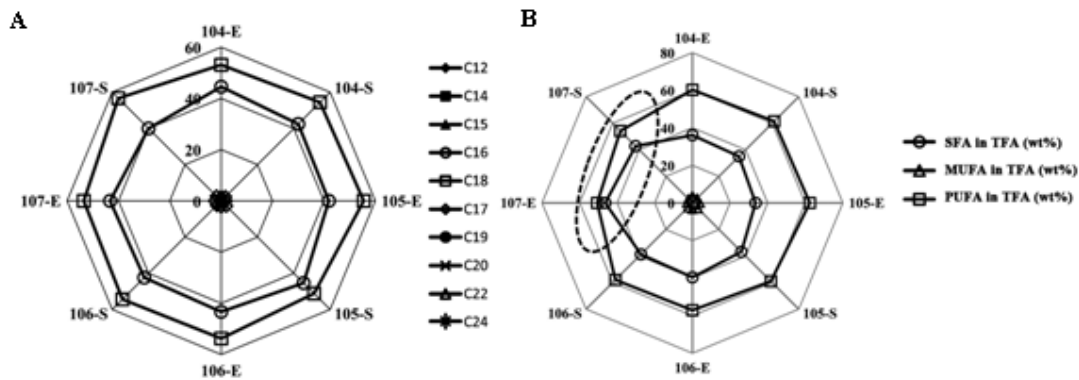 A
104-E
60
107-S
104-S
40
20
107-E
0
105-E
106-S
105-S
106-E
C12
C14
C15
C16
C18
C17
C19
C20
C22
C24
B
104-E
80
107-S
104-S
60
40
20
107-E
0
105-E
106-S
105-S
106-E
SFA in TFA (wt%)
MUFA in TFA (wt%)
PUFA in TFA (wt%)